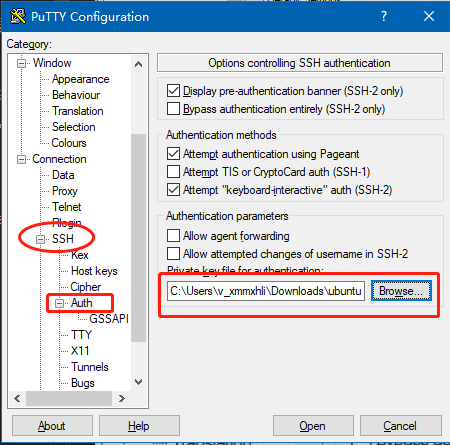 PuTTY Configuration
Category:
Window
Appearance
Behaviour
Translation
Selection
Colours
Connection
Data
Proxy
Telnet
Rlogin
SSH
Kex
Host keys
Cipher
Auth
GSSAPI
TTY
X11
Tunnels
Bugs
Options controlling SSH authentication
Display pre-authentication banner (SSH-2 only)
Bypass authentication entirely (SSH-2 only)
Authentication methods
Attempt authentication using Pageant
Attempt TIS or CryptoCard auth (SSH-1)
Attempt "keyboard-interactive" auth (SSH-2)
Authentication parameters
Allow agent forwarding
Allow attempted changes of username in SSH-2
Private key file for authentication:
C:\Users\v_xmmxhli\Downloads\ubuntu
Browse...
About
Help
Open
Cancel